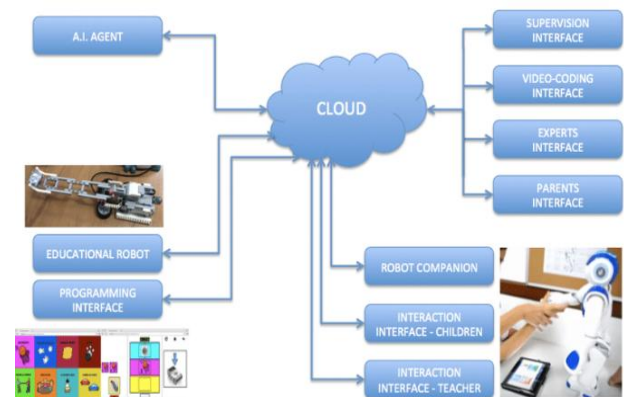 A.I. AGENT
CLOUD
SUPERVISION
INTERFACE
VIDEO-CODING
INTERFACE
EXPERTS
INTERFACE
PARENTS
INTERFACE
EDUCATIONAL ROBOT
PROGRAMMING
INTERFACE
ROBOT COMPANION
INTERACTION
INTERFACE - CHILDREN
INTERACTION
INTERFACE - TEACHER